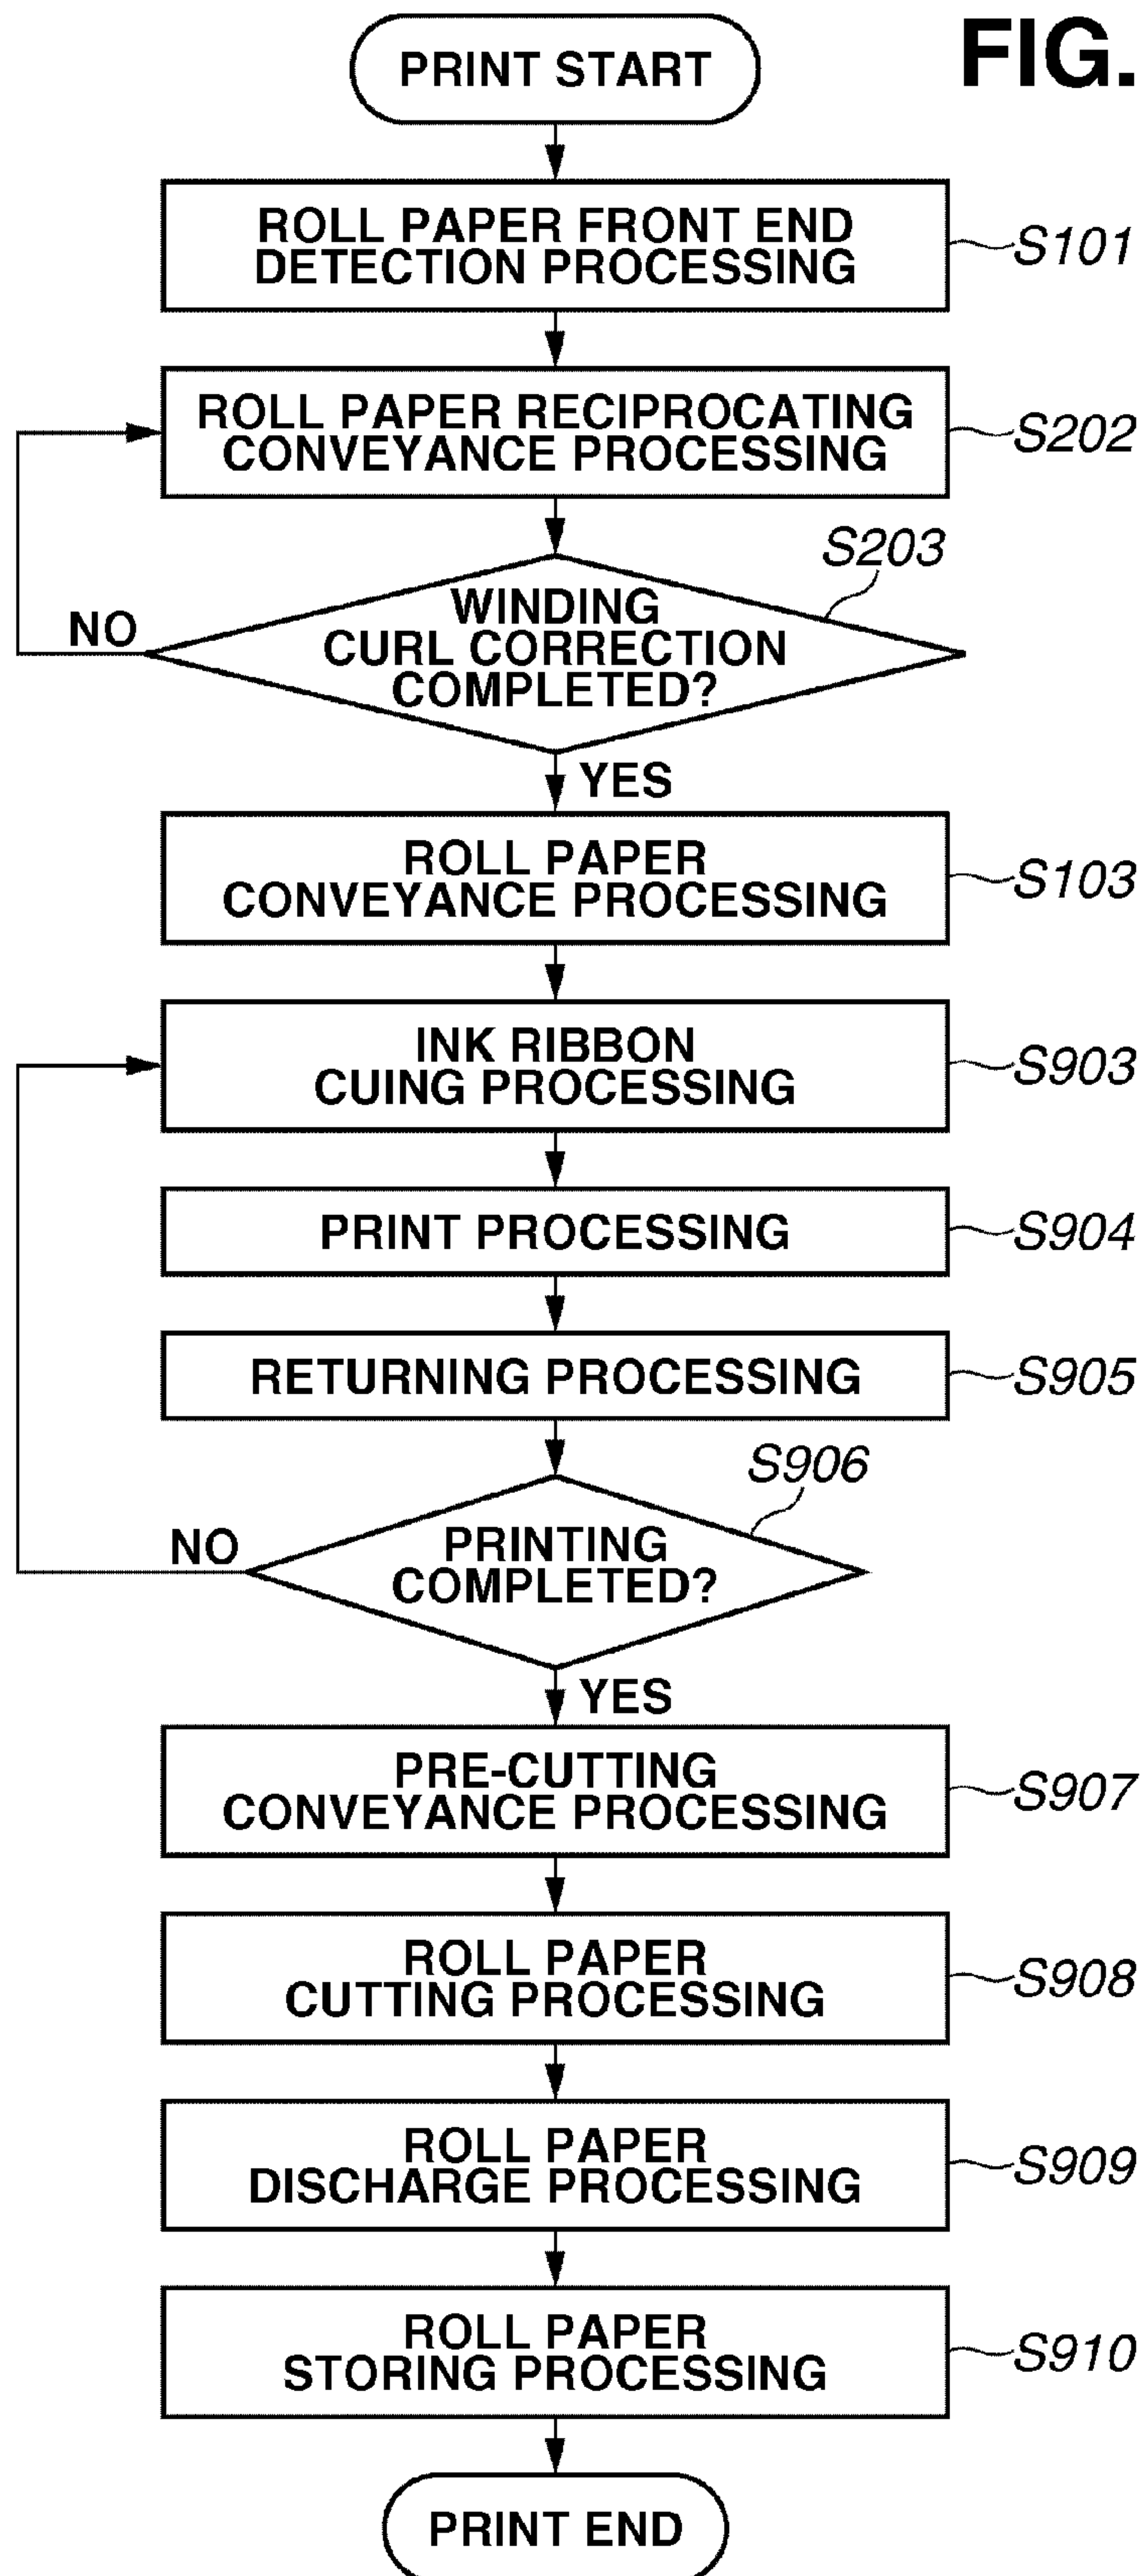 PRINT START
FIG.
ROLL PAPER FRONT END
DETECTION PROCESSING
S101
ROLL PAPER RECIPROCATING
CONVEYANCE PROCESSING
S202
S203
WINDING
CURL CORRECTION
COMPLETED?
NO
YES
ROLL PAPER
CONVEYANCE PROCESSING
S103
INK RIBBON
CUING PROCESSING
S903
PRINT PROCESSING
S904
RETURNING PROCESSING
S905
S906
PRINTING
COMPLETED?
NO
YES
PRE-CUTTING
CONVEYANCE PROCESSING
S907
ROLL PAPER
CUTTING PROCESSING
S908
ROLL PAPER
DISCHARGE PROCESSING
S909
ROLL PAPER
STORING PROCESSING
S910
PRINT END